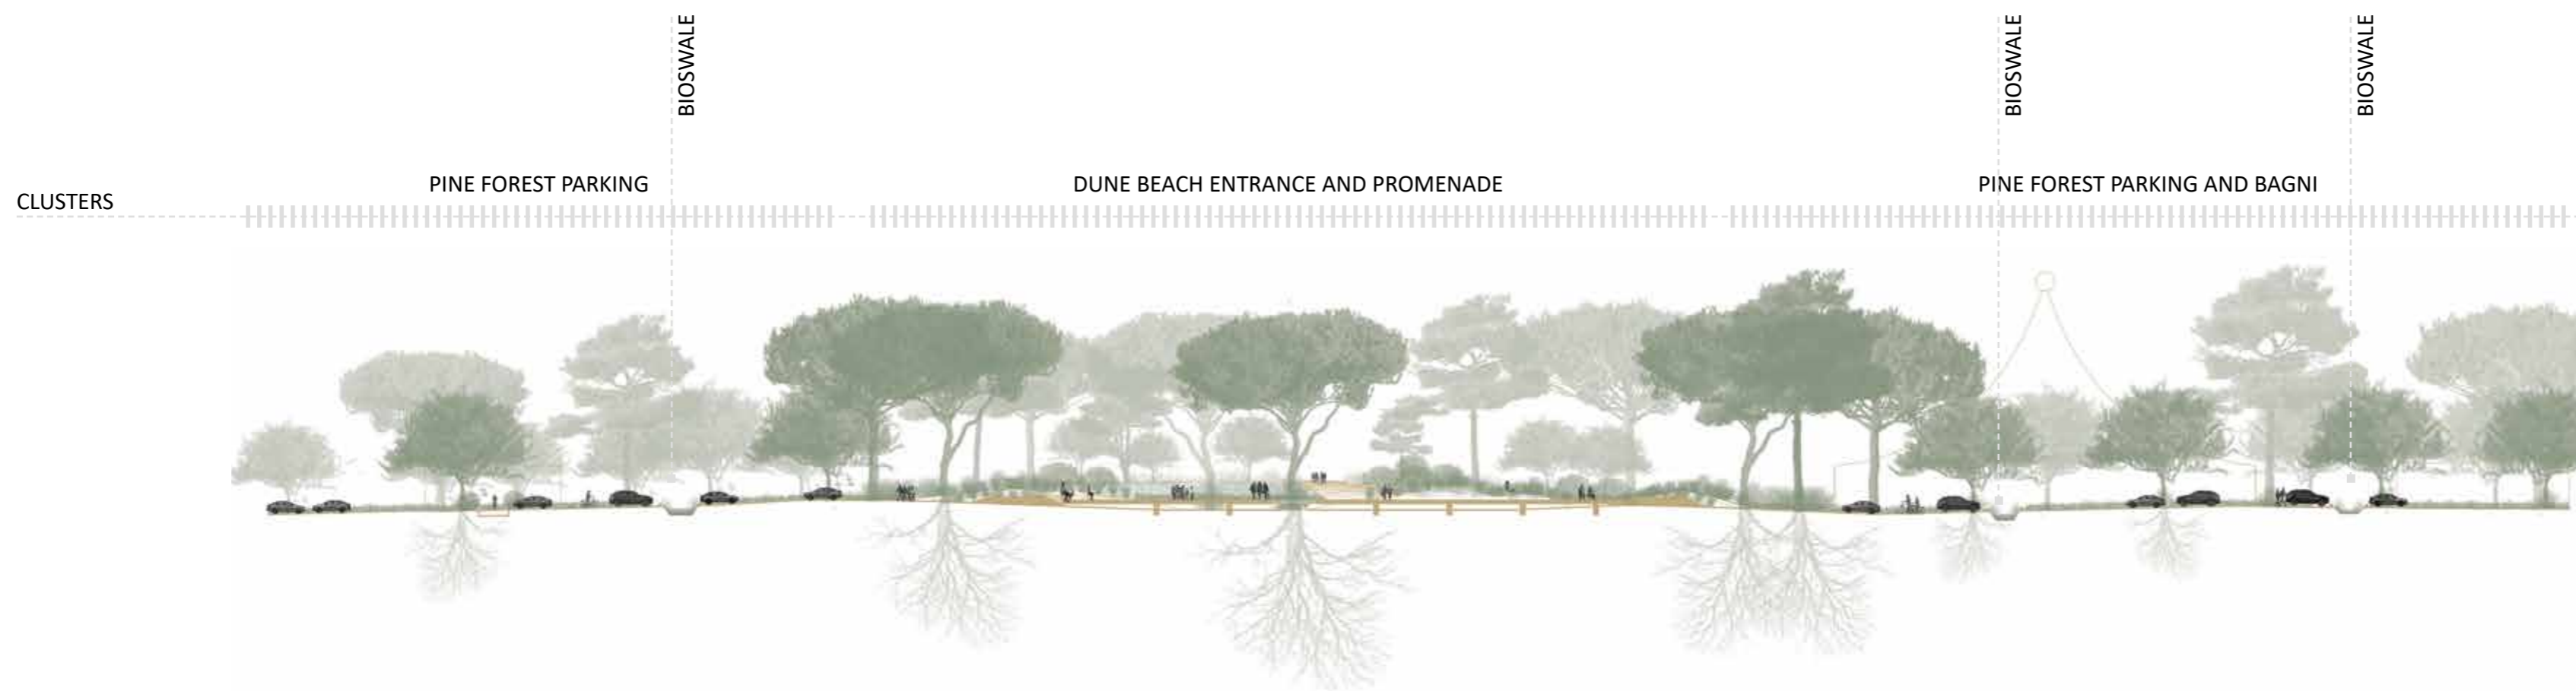 BIOSWALE
BIOSWALE
BIOSWALE
PINE FOREST PARKING
DUNE BEACH ENTRANCE AND PROMENADE
PINE FOREST PARKING AND BAGNI
CLUSTERS